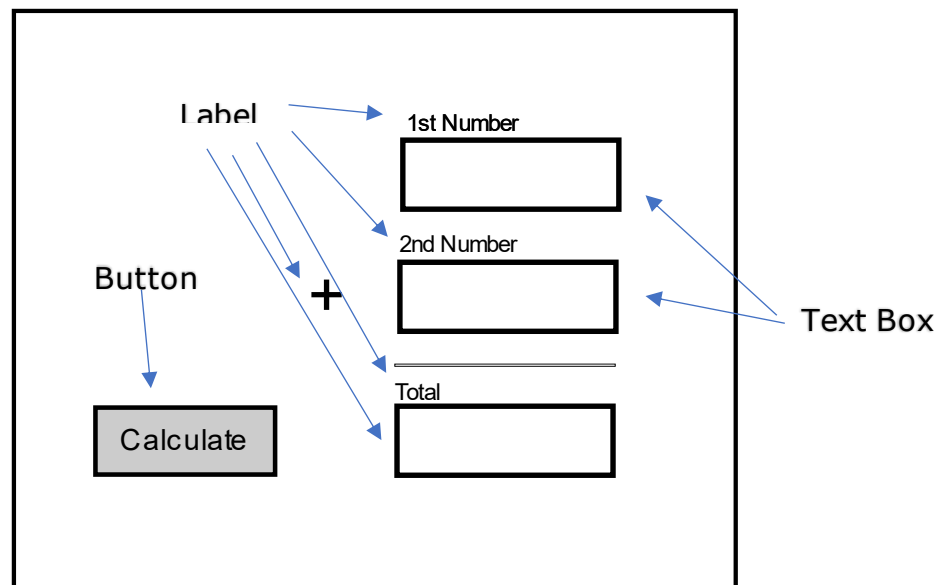 Label
1st Number
2nd Number
Button
+
Text Box
Total
Calculate